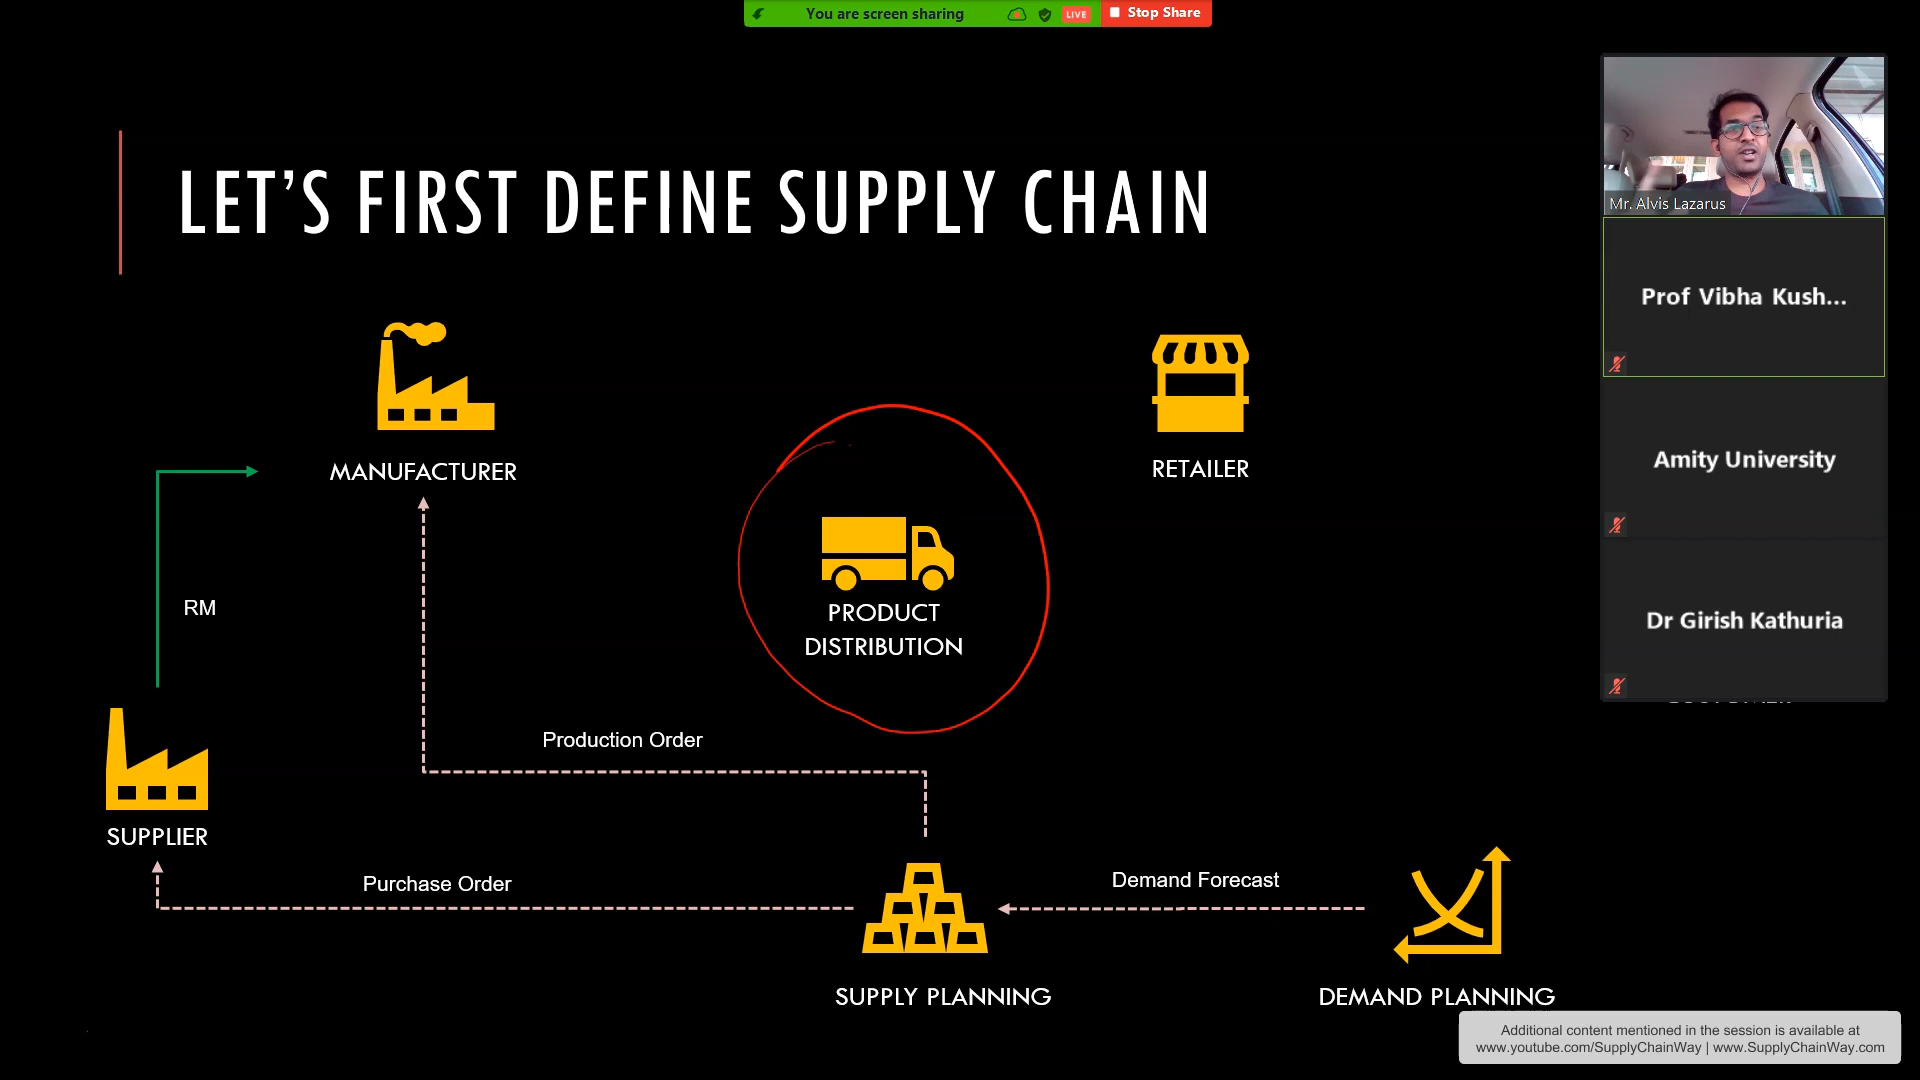 You are screen sharing
LIVE
Stop Share
LET’S FIRST DEFINE SUPPLY CHAIN
Mr. Alvis Lazarus
Prof Vibha Kush...
Amity University
Dr Girish Kathuria
MANUFACTURER
RETAILER
RM
PRODUCT
DISTRIBUTION
Production Order
SUPPLIER
Purchase Order
Demand Forecast
SUPPLY PLANNING
DEMAND PLANNING
Additional content mentioned in the session is available at
www.youtube.com/SupplyChainWay | www.SupplyChainWay.com